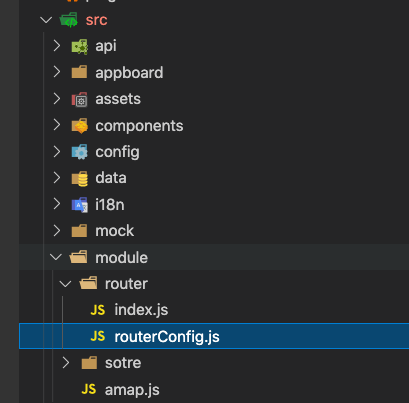 src
api
appboard
assets
components
config
data
i18n
mock
module
router
JS index.js
JS routerConfig.js
sotre
JS amap.js